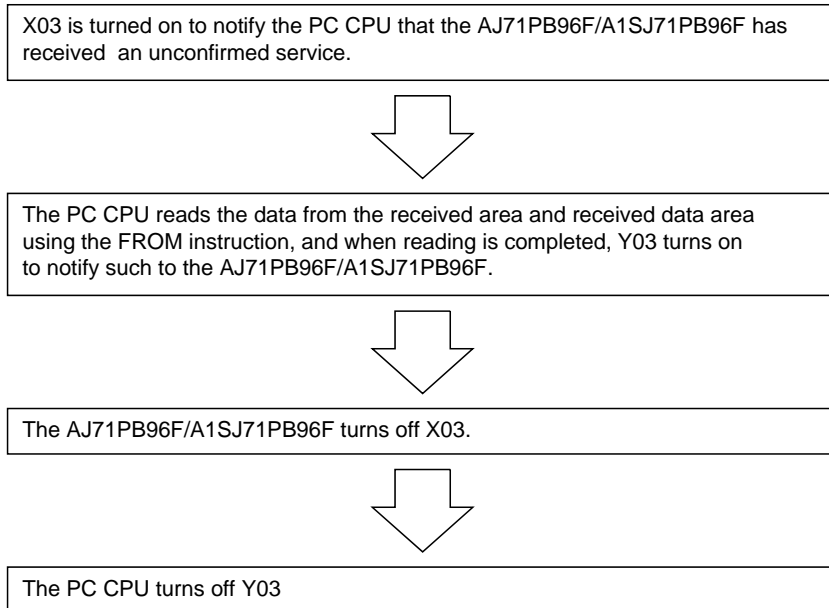 X03 is turned on to notify the PC CPU that the AJ71PB96F/A1SJ71PB96F has
received an unconfirmed service.
The PC CPU reads the data from the received area and received data area
using the FROM instruction, and when reading is completed, Y03 turns on
to notify such to the AJ71PB96F/A1SJ71PB96F.
The AJ71PB96F/A1SJ71PB96F turns off X03.
The PC CPU turns off Y03